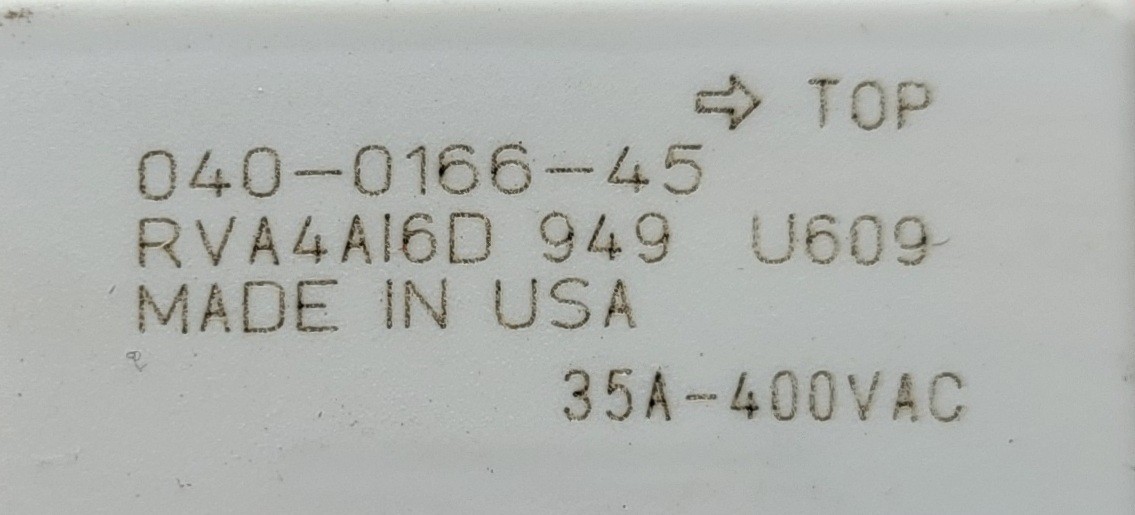 ⇨ TOP
040-0166-45
RVA4AI6D 949 U609
MADE IN USA
35A-400VAC